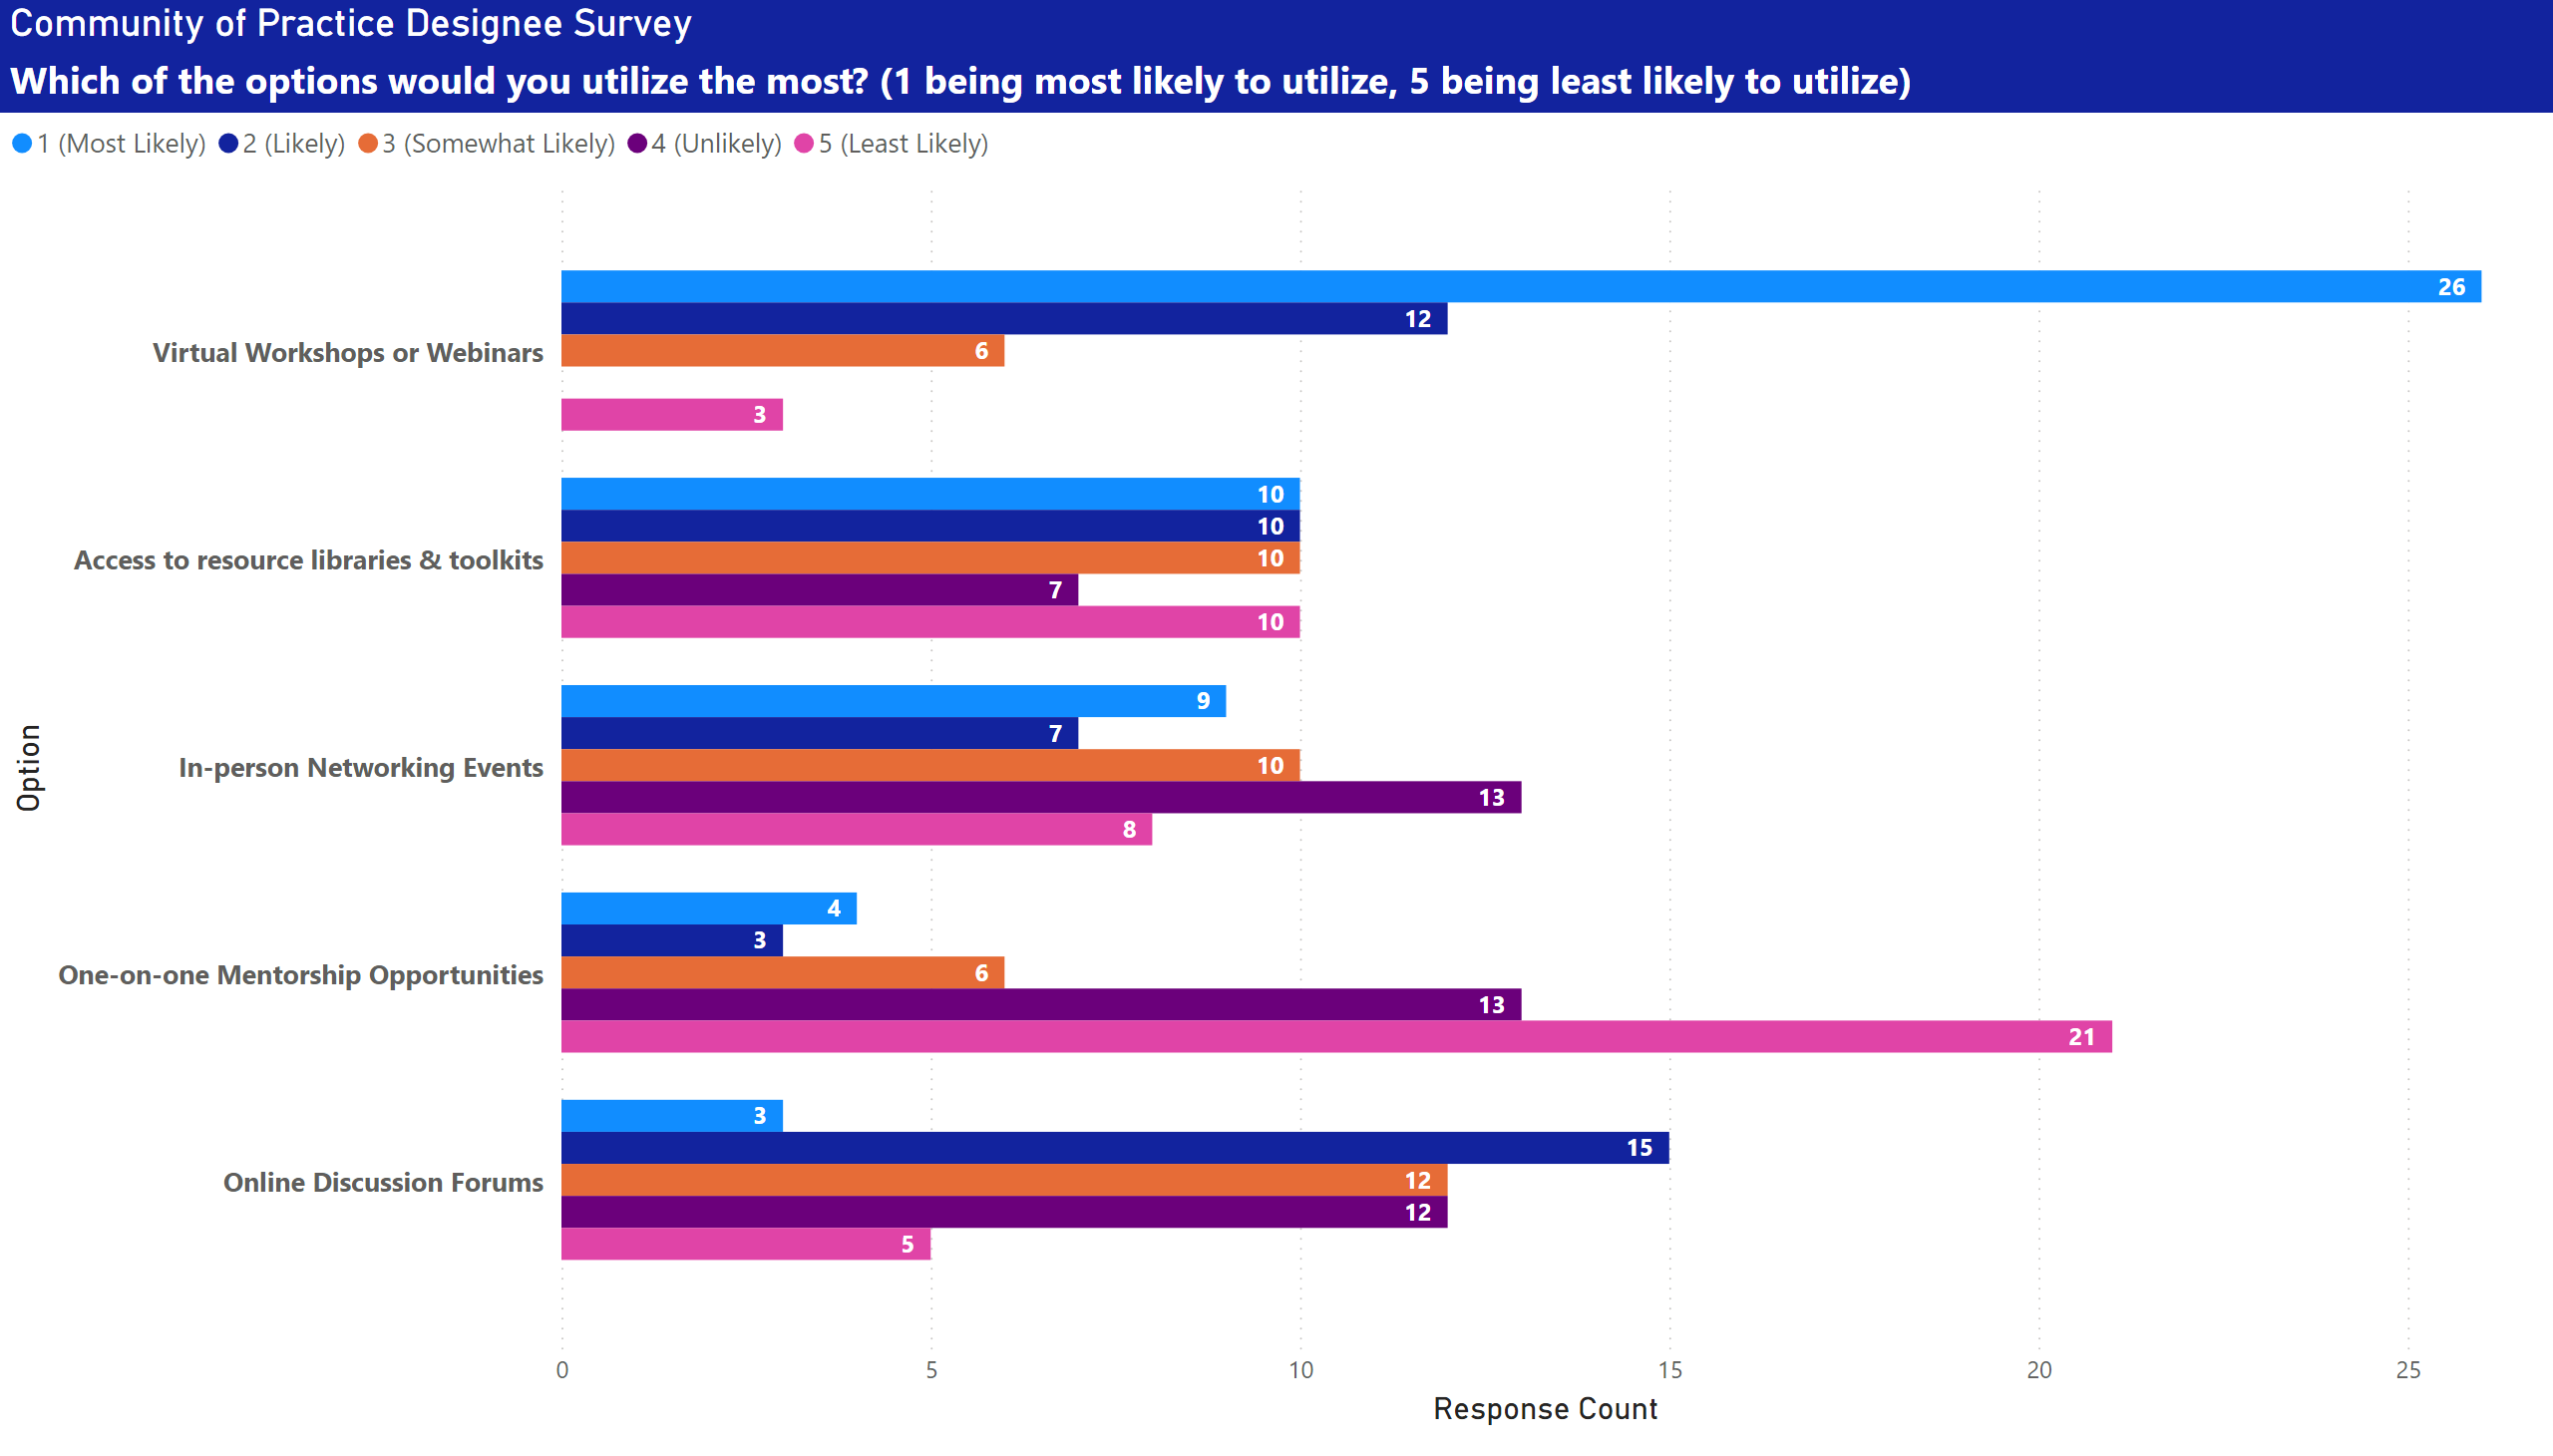 Community of Practice Designee Survey
Which of the options would you utilize the most? (1 being most likely to utilize, 5 being least likely to utilize)
1 (Most Likely) 2 (Likely) 3 (Somewhat Likely) 4 (Unlikely) 5 (Least Likely)
Option
Virtual Workshops or Webinars
26
12
6
3
Access to resource libraries & toolkits
10
10
10
7
10
In-person Networking Events
9
7
10
13
8
One-on-one Mentorship Opportunities
4
3
6
13
21
Online Discussion Forums
3
15
12
12
5
0 5 10 15 20 25
Response Count